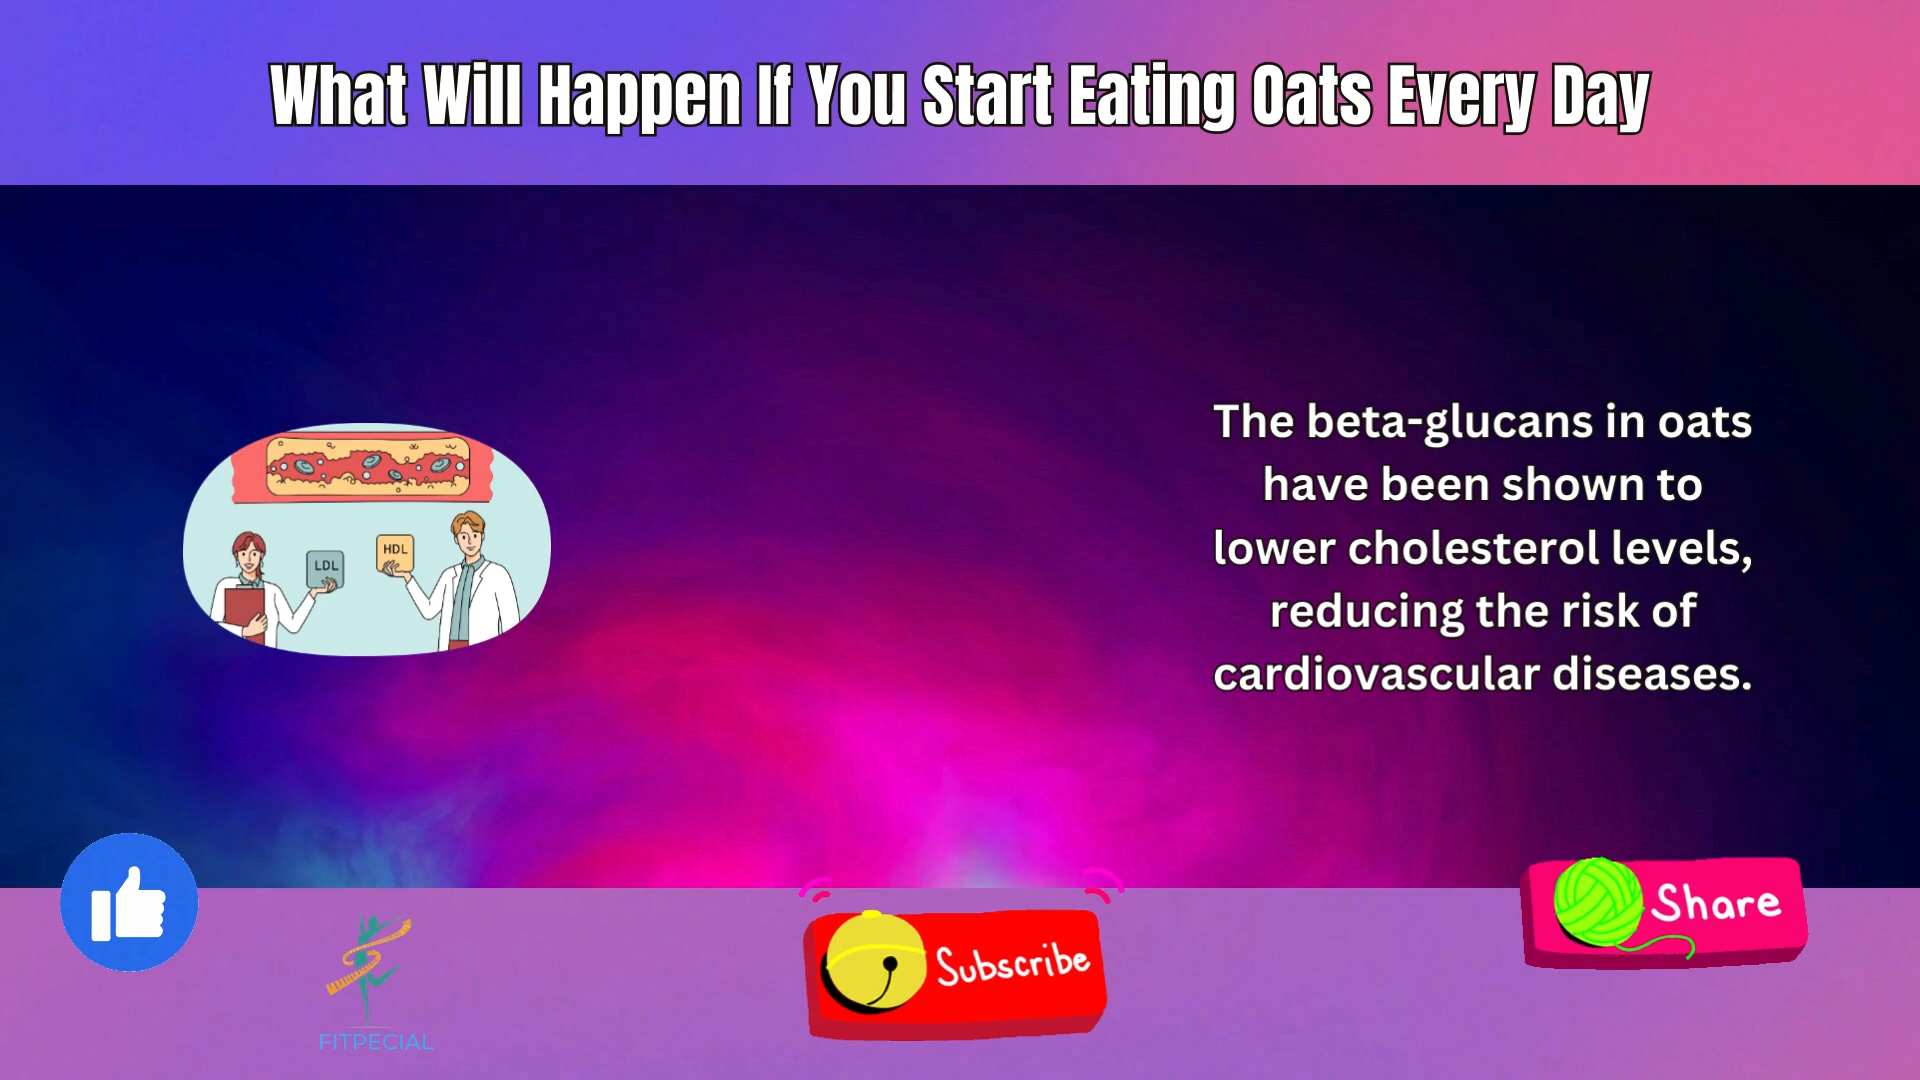 What Will Happen If You Start Eating Oats Every Day
The beta-glucans in oats
have been shown to
lower cholesterol levels,
reducing the risk of
cardiovascular diseases.
LDL
HDL
FITPECIAL
Subscribe
Share